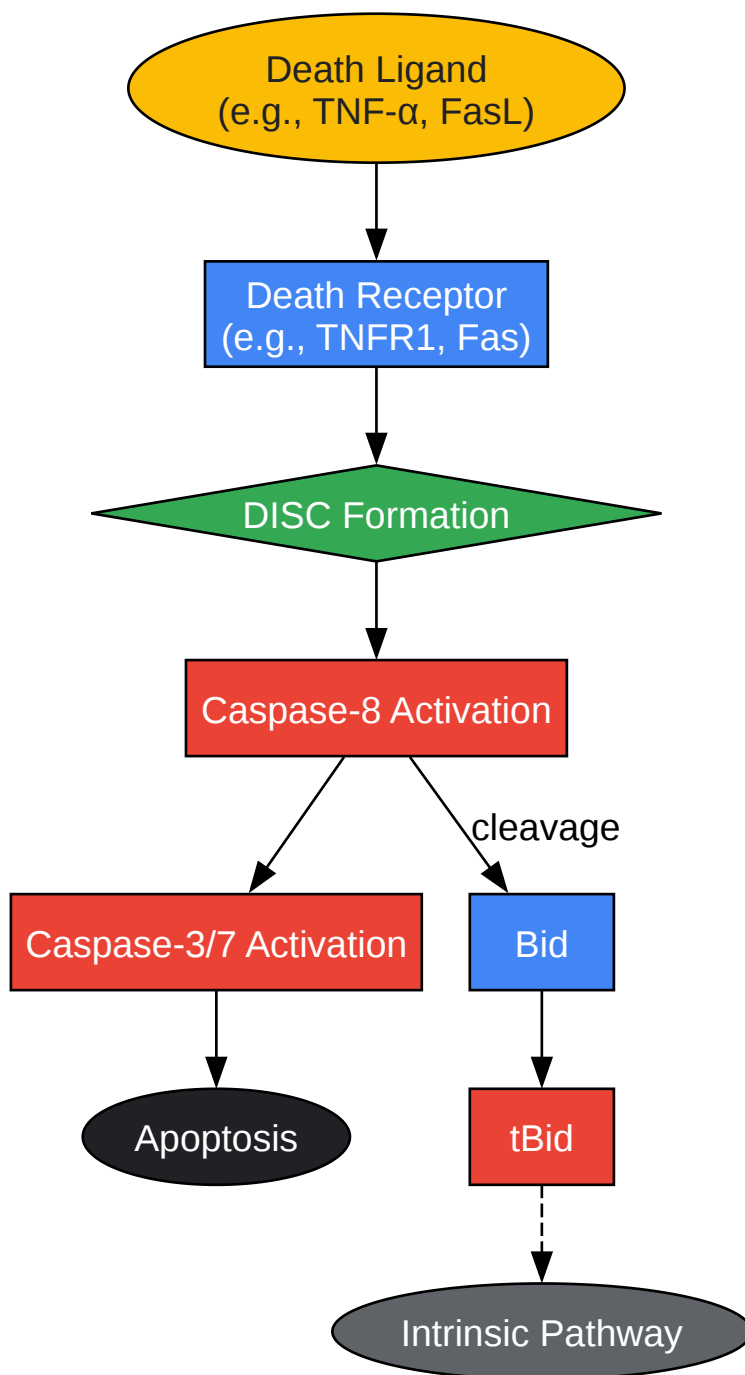 Death Ligand
(e.g., TNF-α, FasL)
Death Receptor
(e.g., TNFR1, Fas)
DISC Formation
Caspase-8 Activation
cleavage
Caspase-3/7 Activation
Bid
Apoptosis
tBid
Intrinsic Pathway